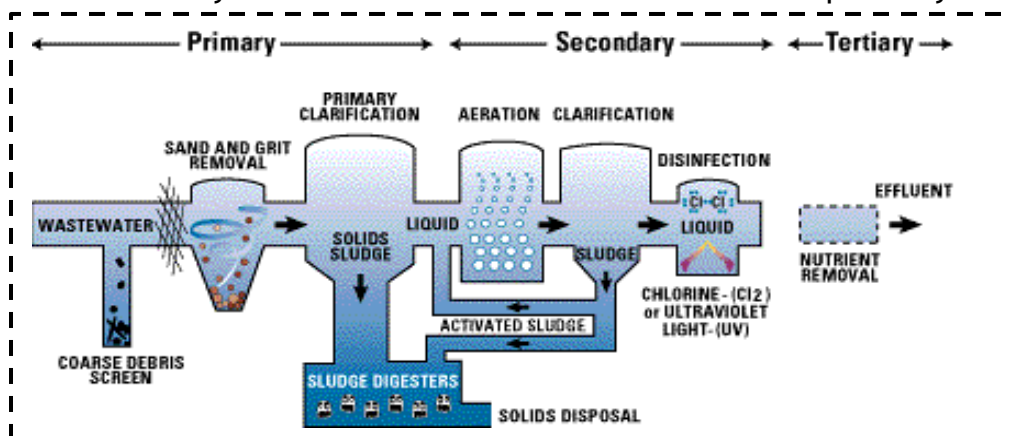 Primary
Secondary
Tertiary
PRIMARY
CLARIFICATION
AERATION
CLARIFICATION
SAND AND GRIT
REMOVAL
DISINFECTION
EFFLUENT
WASTEWATER
LIQUID
Cl-Cl
LIQUID
SOLIDS
SLUDGE
SLUDGE
NUTRIENT
REMOVAL
CHLORINE-(Cl2)
or ULTRAVIOLET
LIGHT-(UV)
ACTIVATED SLUDGE
COARSE DEBRIS
SCREEN
SLUDGE DIGESTERS
SOLIDS DISPOSAL